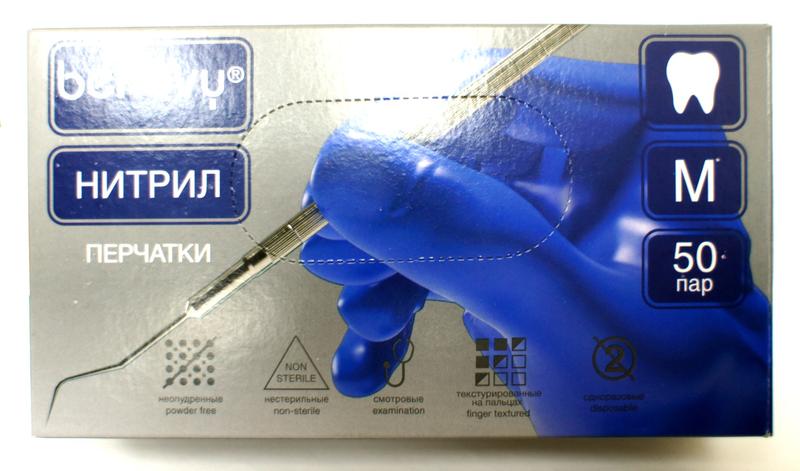 НИТРИЛ
ПЕРЧАТКИ
M
50
пар
NON
STERILE
2
неопудренные
powder free
нестерильные
non-sterile
смотровые
examination
текстурированные
на пальцах
finger textured
одноразовые
disposable